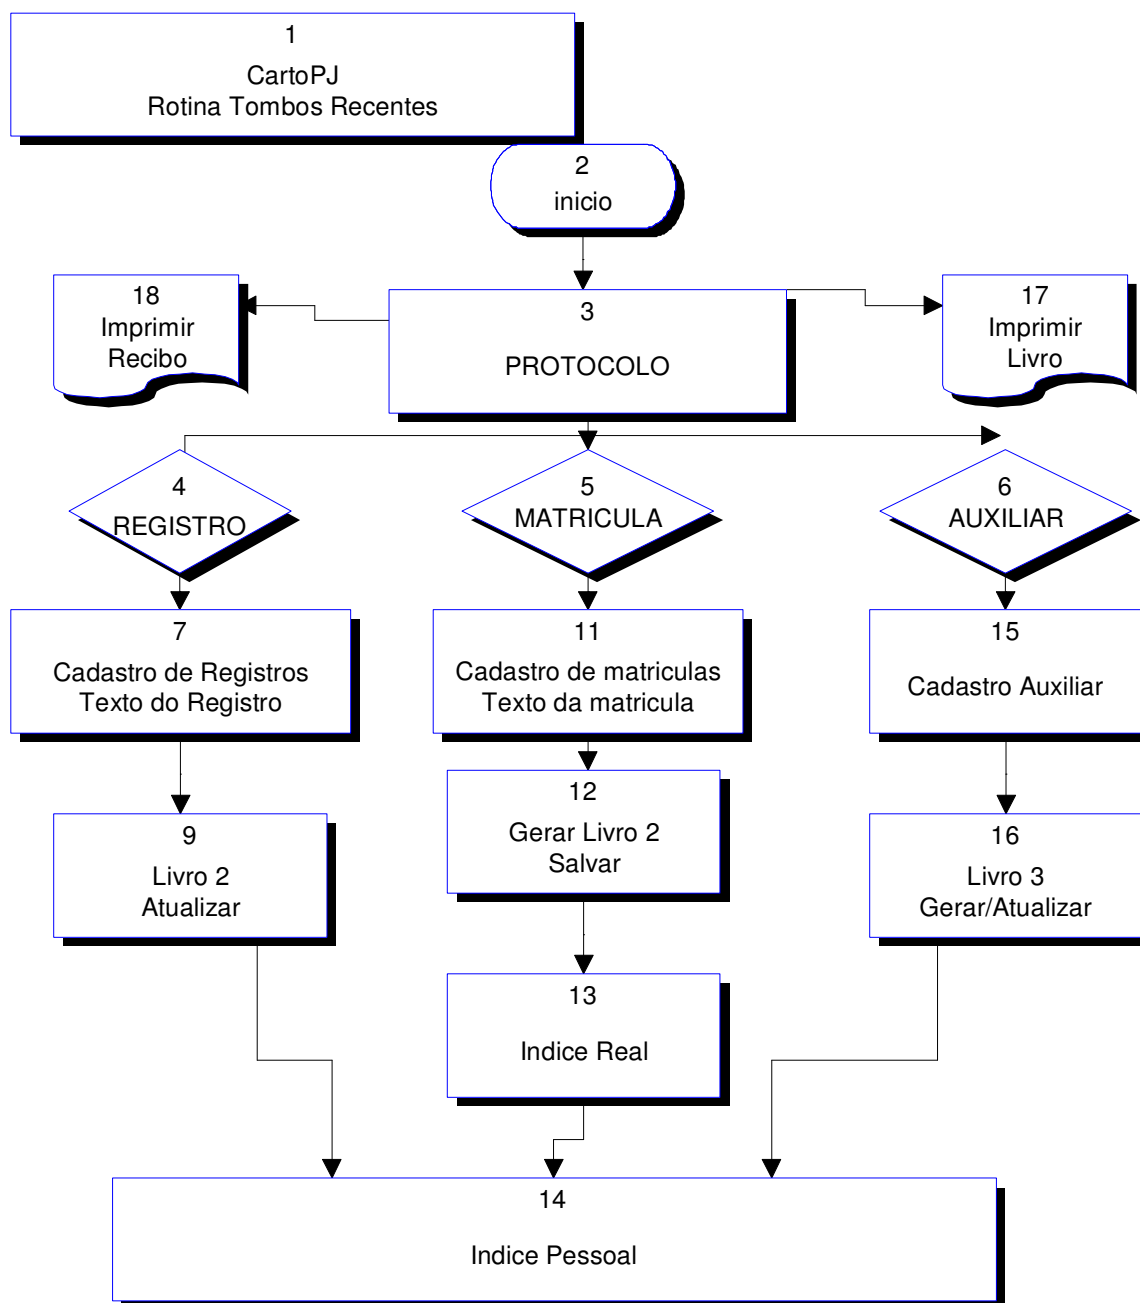 1
CartoPJ
Rotina Tombos Recentes
2
inicio
18
Imprimir
Recibo
3
PROTOCOLO
17
Imprimir
Livro
4
REGISTRO
5
MATRICULA
6
AUXILIAR
7
Cadastro de Registros
Texto do Registro
11
Cadastro de matriculas
Texto da matricula
15
Cadastro Auxiliar
9
Livro 2
Atualizar
12
Gerar Livro 2
Salvar
16
Livro 3
Gerar/Atualizar
13
Indice Real
14
Indice Pessoal